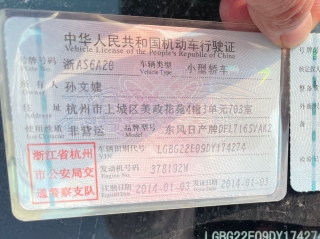 中华人民共和国机动车行驶证
Vehicle License of the People's Republic of China
号牌号码 浙AS6A20 车辆类型 小型轿车
Plate No. Vehicle Type
所有人 孙文婕
Owner
住址 杭州市上城区美政花苑4幢3单元703室
Address
使用性质 非营运 品牌型号 东风日产牌DFL7165VAK2
Use Character Model
浙江省杭州
市公安局交
通警察支队
车辆识别代号 LGBG22E09DY174274
VIN
发动机号码 378192W
Engine No.
注册日期 2014-01-03 发证日期 2014-01-03
Register Date Issue Date
LGBG22E09DY174274